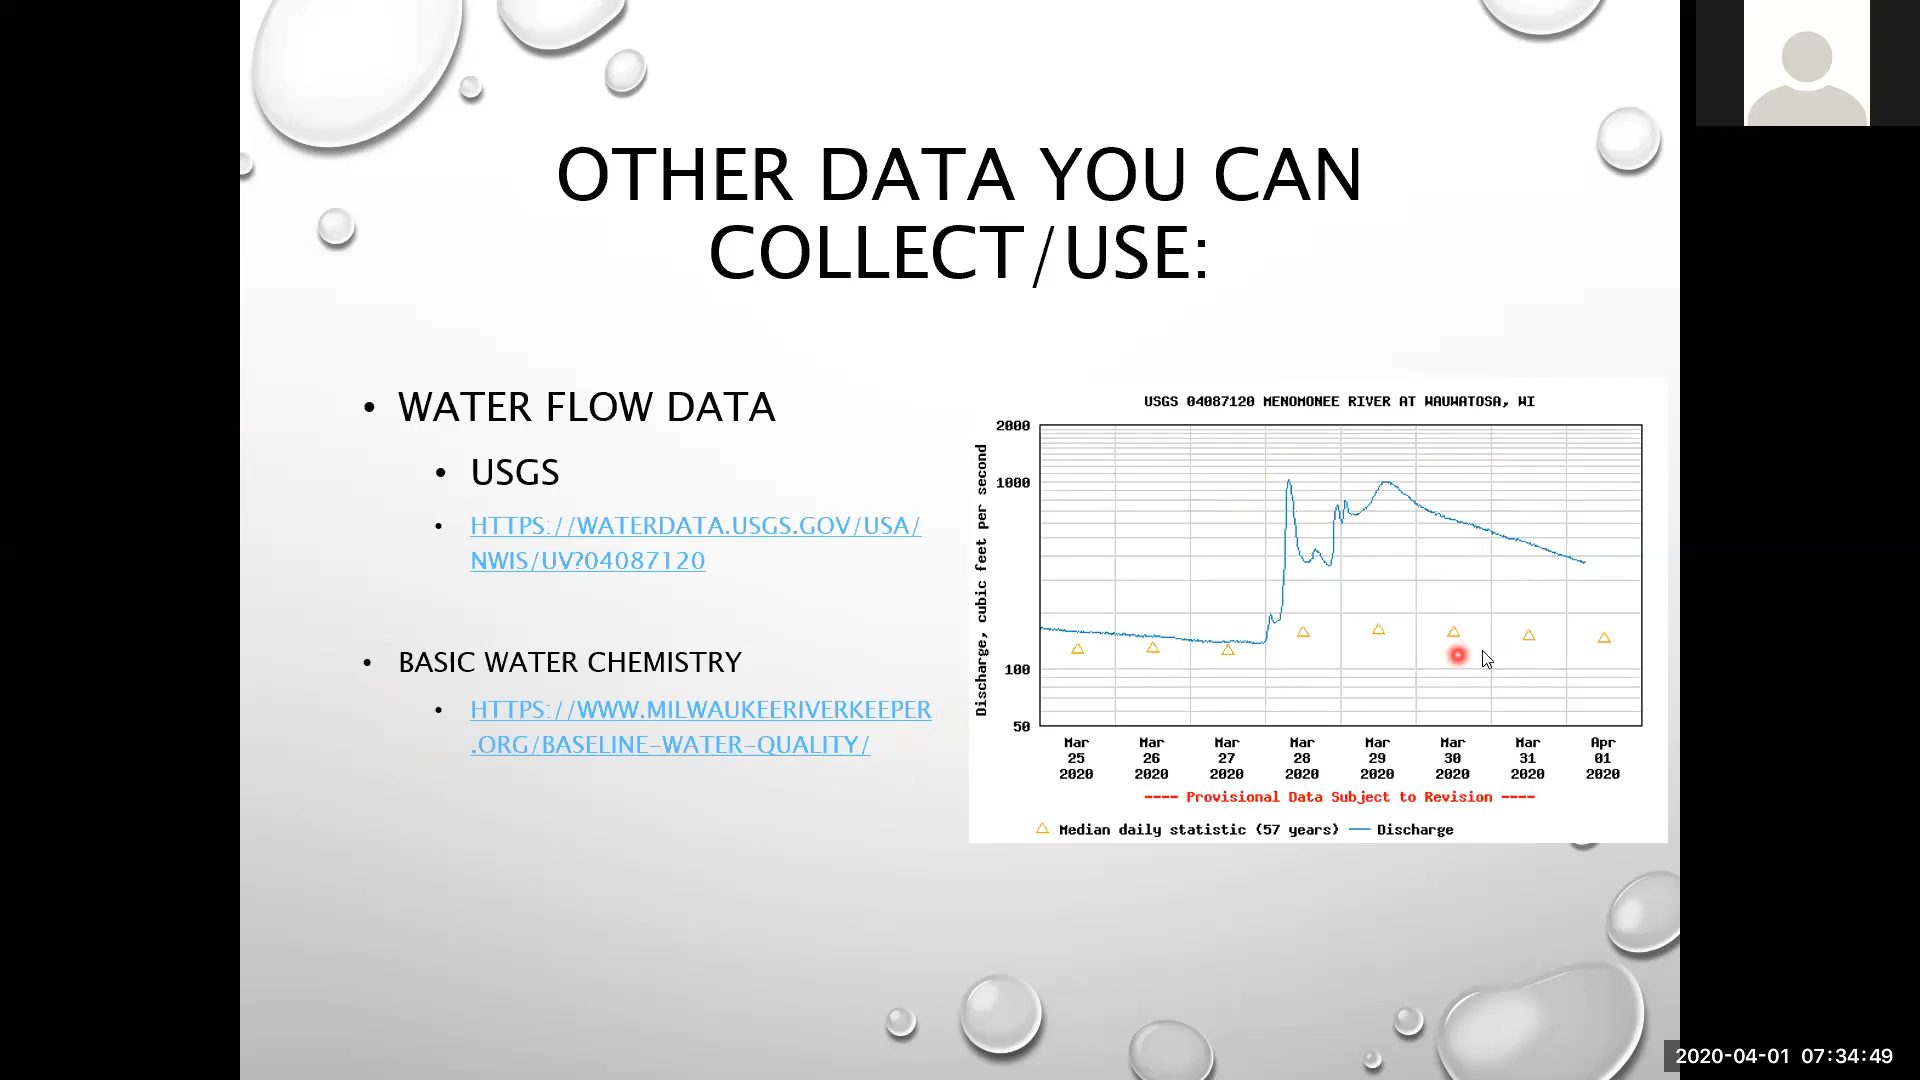 OTHER DATA YOU CAN
COLLECT/USE:
• WATER FLOW DATA
• USGS
• HTTPS://WATERDATA.USGS.GOV/USA/
NWIS/UV?04087120
• BASIC WATER CHEMISTRY
• HTTPS://WWW.MILWAUKEERIVERKEEPER
.ORG/BASELINE-WATER-QUALITY/
USGS 04087120 MENOMONEE RIVER AT WAUWATOSA, WI
Discharge, cubic feet per second
2000
1000
100
50
Mar Mar Mar Mar Mar Mar Mar Apr
25 26 27 28 29 30 31 01
2020 2020 2020 2020 2020 2020 2020 2020
---- Provisional Data Subject to Revision ----
△ Median daily statistic (57 years) — Discharge
2020-04-01 07:34:49